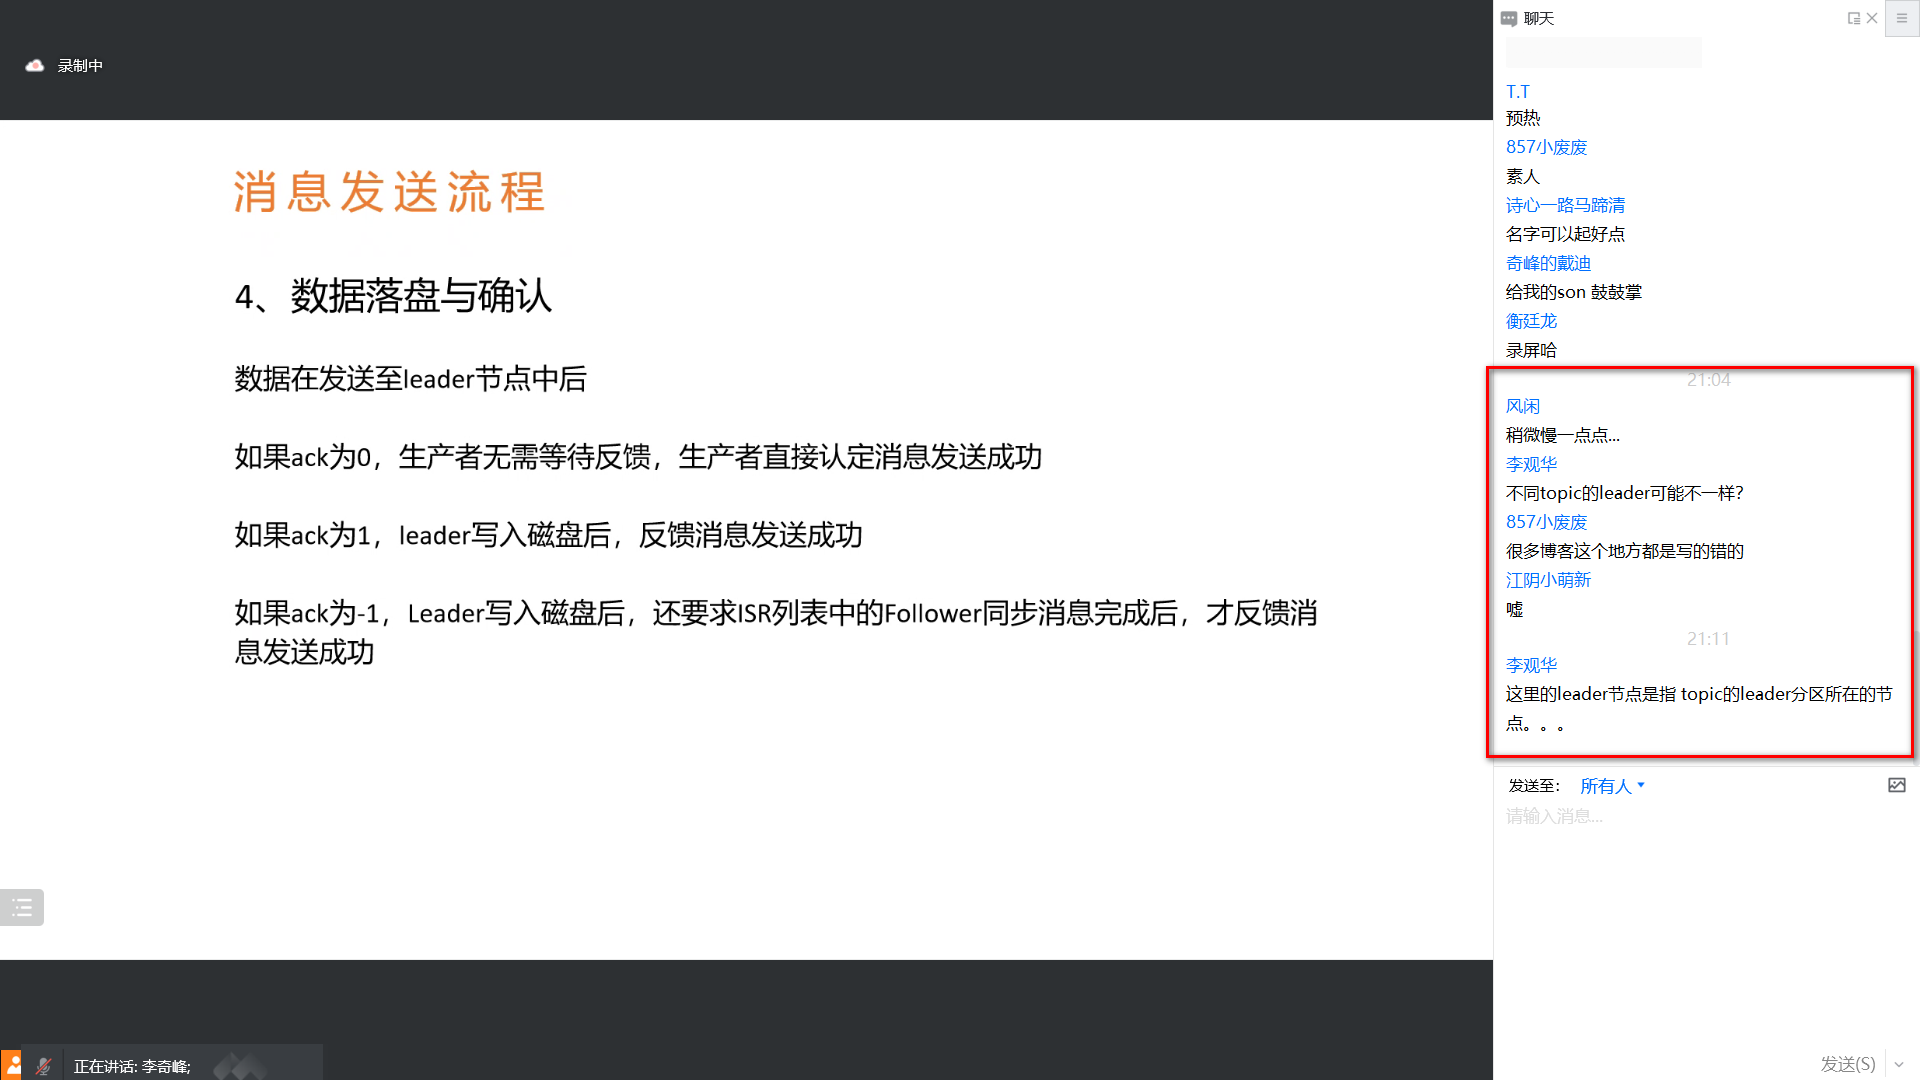 录制中
消息发送流程
4、数据落盘与确认
数据在发送至leader节点中后
如果ack为0，生产者无需等待反馈，生产者直接认定消息发送成功
如果ack为1，leader写入磁盘后，反馈消息发送成功
如果ack为-1，Leader写入磁盘后，还要求ISR列表中的Follower同步消息完成后，才反馈消
息发送成功
正在讲话: 李奇峰;
聊天
T.T
预热
857小废废
素人
诗心一路马蹄清
名字可以起好点
奇峰的戴迪
给我的son 鼓鼓掌
衡廷龙
录屏哈
21:04
风闲
稍微慢一点点...
李观华
不同topic的leader可能不一样?
857小废废
很多博客这个地方都是写的错的
江阴小萌新
嘘
21:11
李观华
这里的leader节点是指 topic的leader分区所在的节
点。。。
发送至: 所有人
请输入消息...
发送(S)